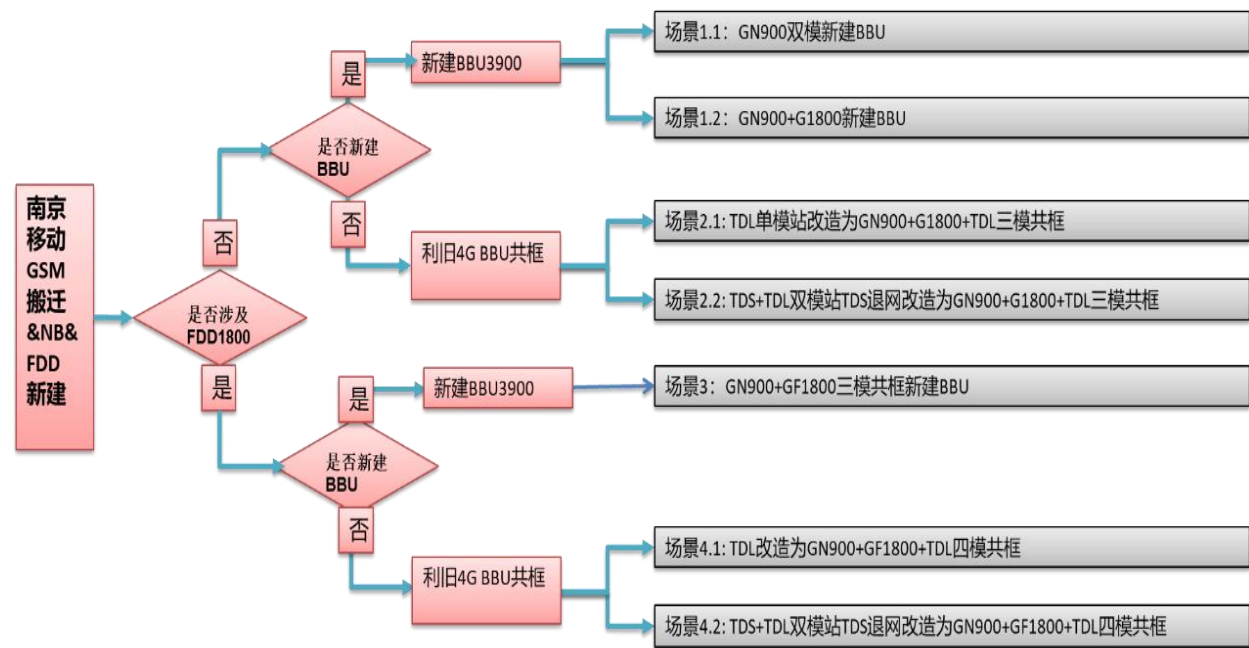 南京
移动
GSM
搬迁
&NB&
FDD
新建
是否涉及
FDD1800
否
是否新建
BBU
是
新建BBU3900
场景1.1：GN900双模新建BBU
场景1.2：GN900+G1800新建BBU
否
利旧4G BBU共框
场景2.1: TDL单模站改造为GN900+G1800+TDL三模共框
场景2.2: TDS+TDL双模站TDS退网改造为GN900+G1800+TDL三模共框
是
是否新建
BBU
是
新建BBU3900
场景3：GN900+GF1800三模共框新建BBU
否
利旧4G BBU共框
场景4.1: TDL改造为GN900+GF1800+TDL四模共框
场景4.2: TDS+TDL双模站TDS退网改造为GN900+GF1800+TDL四模共框